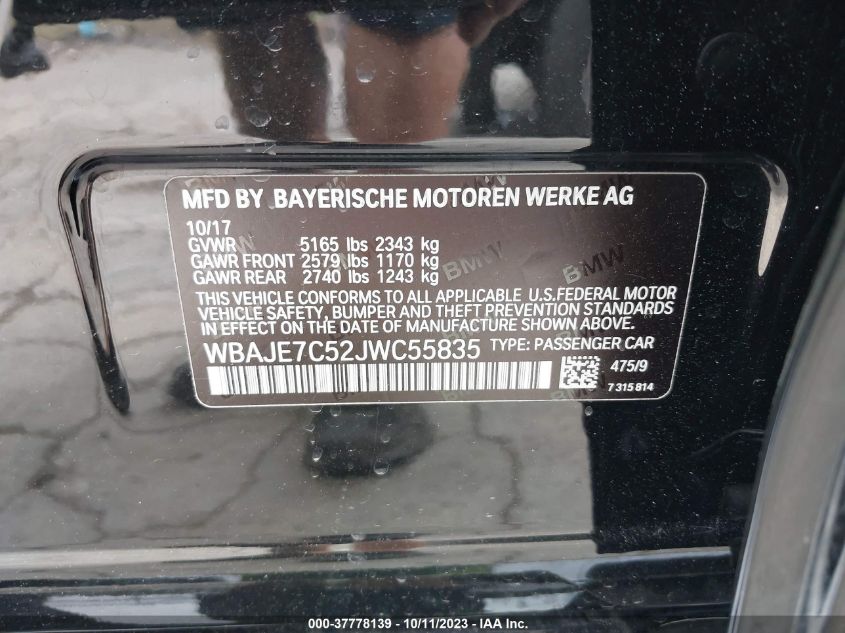 MFD BY BAYERISCHE MOTOREN WERKE AG
10/17
GVWR 5165 lbs 2343 kg
GAWR FRONT 2579 lbs 1170 kg
GAWR REAR 2740 lbs 1243 kg
THIS VEHICLE CONFORMS TO ALL APPLICABLE U.S.FEDERAL MOTOR
VEHICLE SAFETY, BUMPER AND THEFT PREVENTION STANDARDS
IN EFFECT ON THE DATE OF MANUFACTURE SHOWN ABOVE.
WBAJE7C52JWC55835 TYPE: PASSENGER CAR
475/9
7 315 814
BMW
BMW
000-37778139 - 10/11/2023 - IAA Inc.